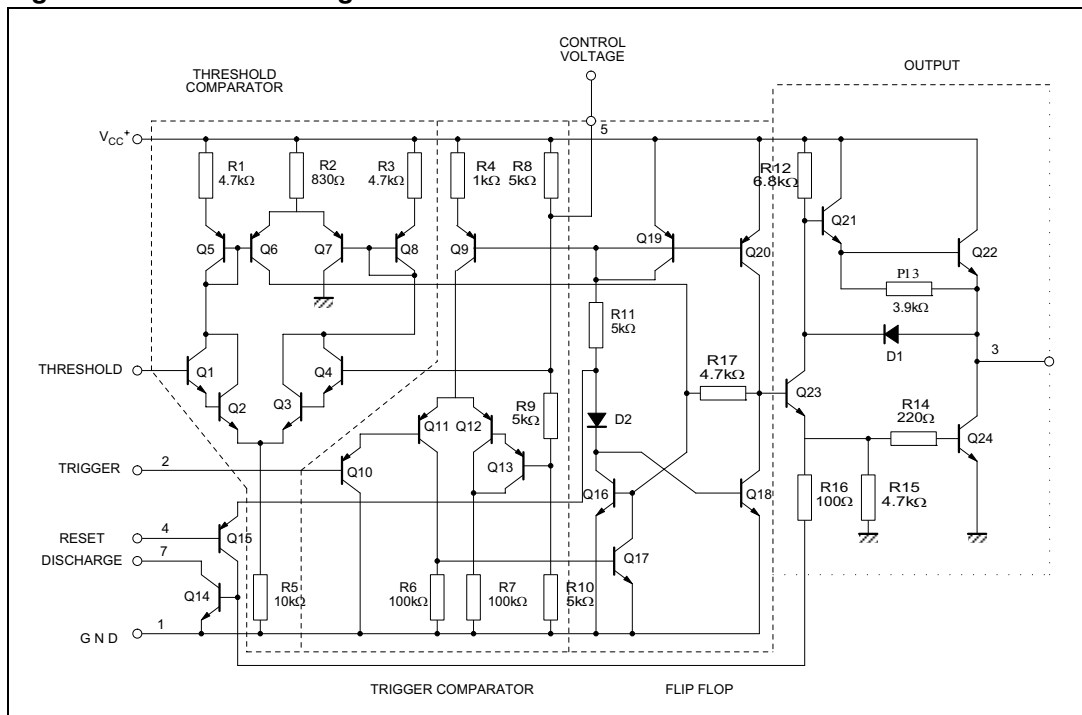 CONTROL
VOLTAGE
THRESHOLD
COMPARATOR
OUTPUT
5
VCC+
R1
4.7kΩ
R2
830Ω
R3
4.7kΩ
R4
1kΩ
R8
5kΩ
R12
6.8kΩ
Q5
Q6
Q7
Q8
Q9
Q19
Q20
Q21
Q22
R11
5kΩ
P13
3.9kΩ
D1
3
THRESHOLD
Q1
Q2
Q3
Q4
R17
4.7kΩ
Q23
R9
5kΩ
D2
R14
220Ω
Q24
Q11
Q12
TRIGGER
2
Q10
Q13
Q16
Q18
R16
100Ω
R15
4.7kΩ
RESET
4
Q15
DISCHARGE
7
Q17
Q14
R5
10kΩ
R6
100kΩ
R7
100kΩ
R10
5kΩ
GND
1
TRIGGER COMPARATOR
FLIP FLOP